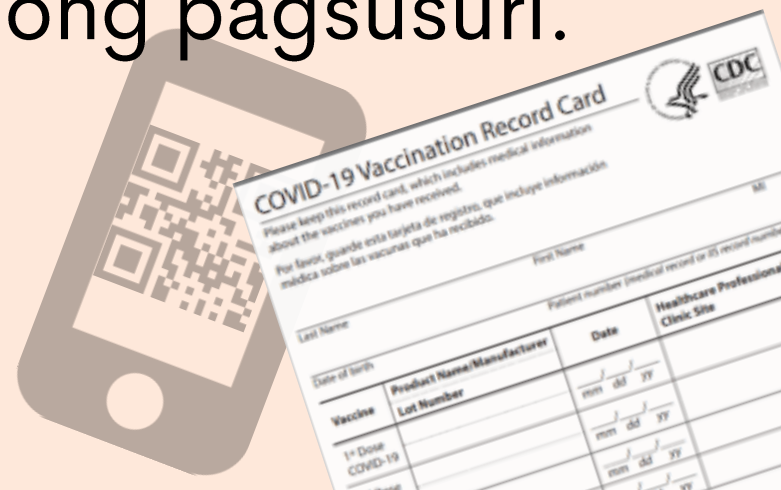 ong pagsusuri.
CDC
COVID-19 Vaccination Record Card
Please keep this record card, which includes medical information
about the vaccines you have received.
Por favor, guarde esta tarjeta de registro, que incluye información
médica sobre las vacunas que ha recibido.
MI
First Name
Last Name
Patient number (medical record or IIS record number
Date of birth
Vaccine
Product Name/Manufacturer
Lot Number
Date
Healthcare Professional
Clinic Site
1st Dose
COVID-19
mm dd yy
mm dd yy
mm dd yy